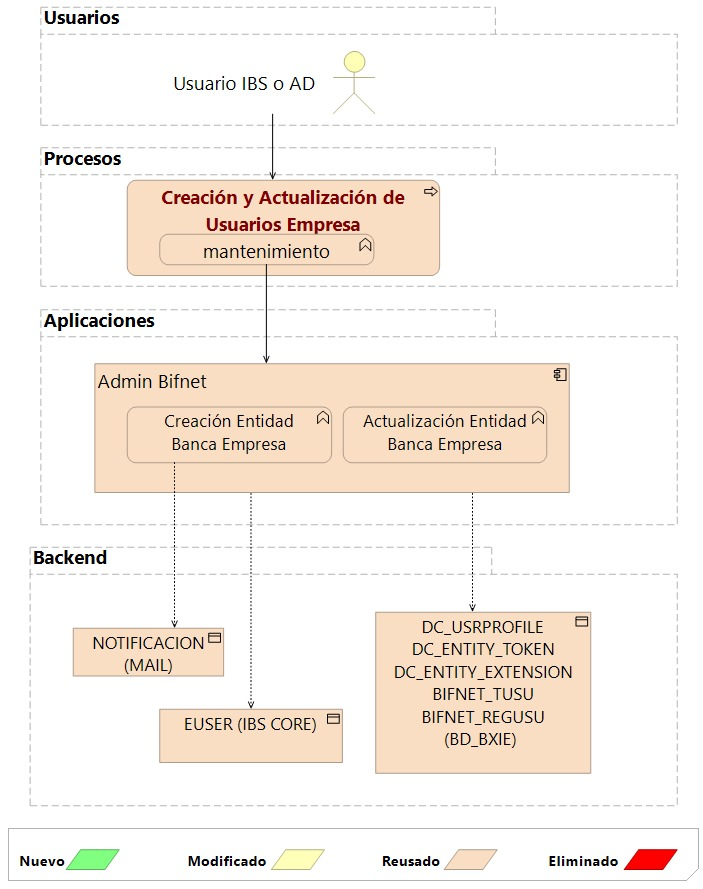 Usuarios
Usuario IBS o AD
Procesos
Creación y Actualización de
Usuarios Empresa
mantenimiento
Aplicaciones
Admin Bifnet
Creación Entidad
Banca Empresa
Actualización Entidad
Banca Empresa
Backend
NOTIFICACION
(MAIL)
EUSER (IBS CORE)
DC_USRPROFILE
DC_ENTITY_TOKEN
DC_ENTITY_EXTENSION
BIFNET_TUSU
BIFNET_REGUSU
(BD_BXIE)
Nuevo
Modificado
Reusado
Eliminado